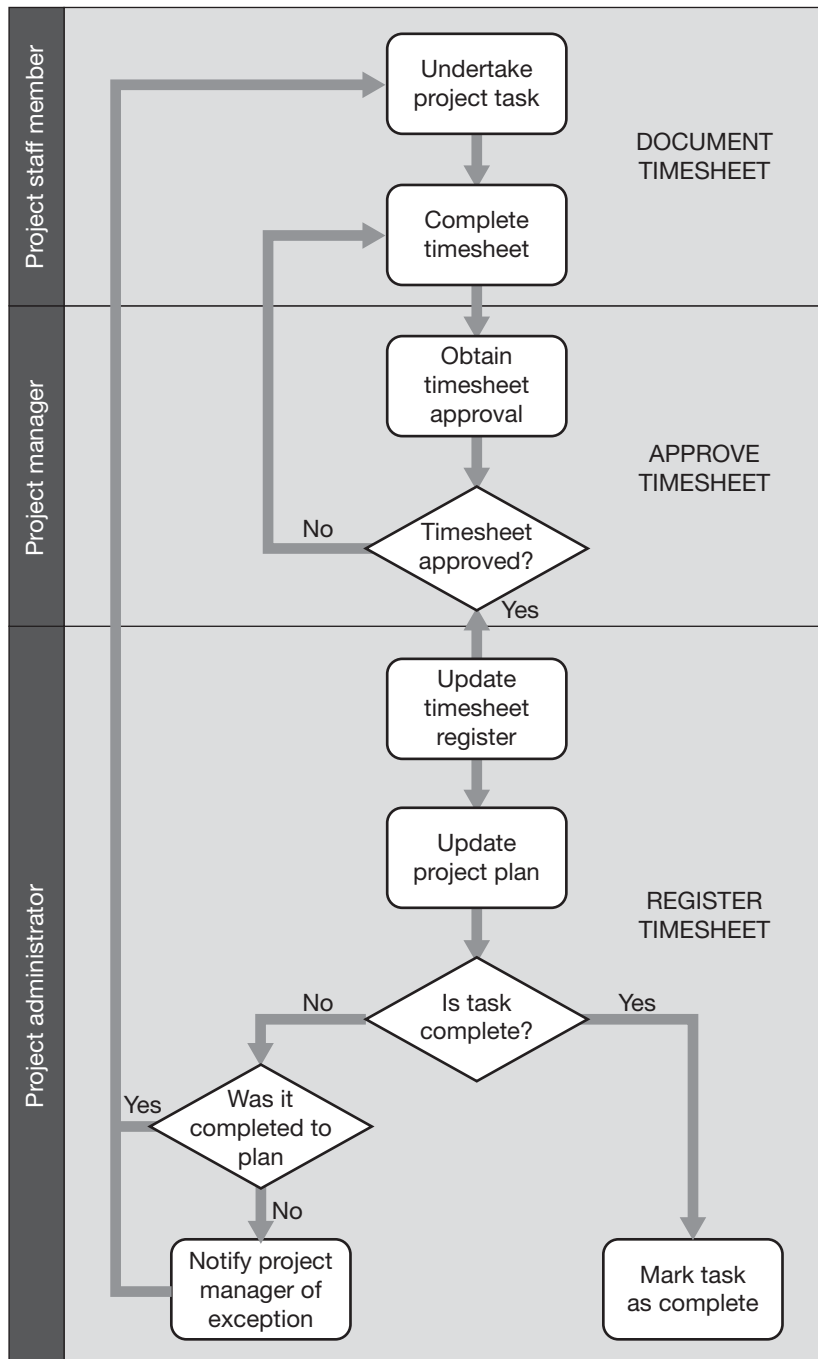 Project staff member
Undertake
project task
DOCUMENT
TIMESHEET
Complete
timesheet
Project manager
Obtain
timesheet
approval
APPROVE
TIMESHEET
No
Timesheet
approved?
Yes
Project administrator
Update
timesheet
register
Update
project plan
REGISTER
TIMESHEET
No
Is task
complete?
Yes
Yes
Was it
completed to
plan
No
Notify project
manager of
exception
Mark task
as complete